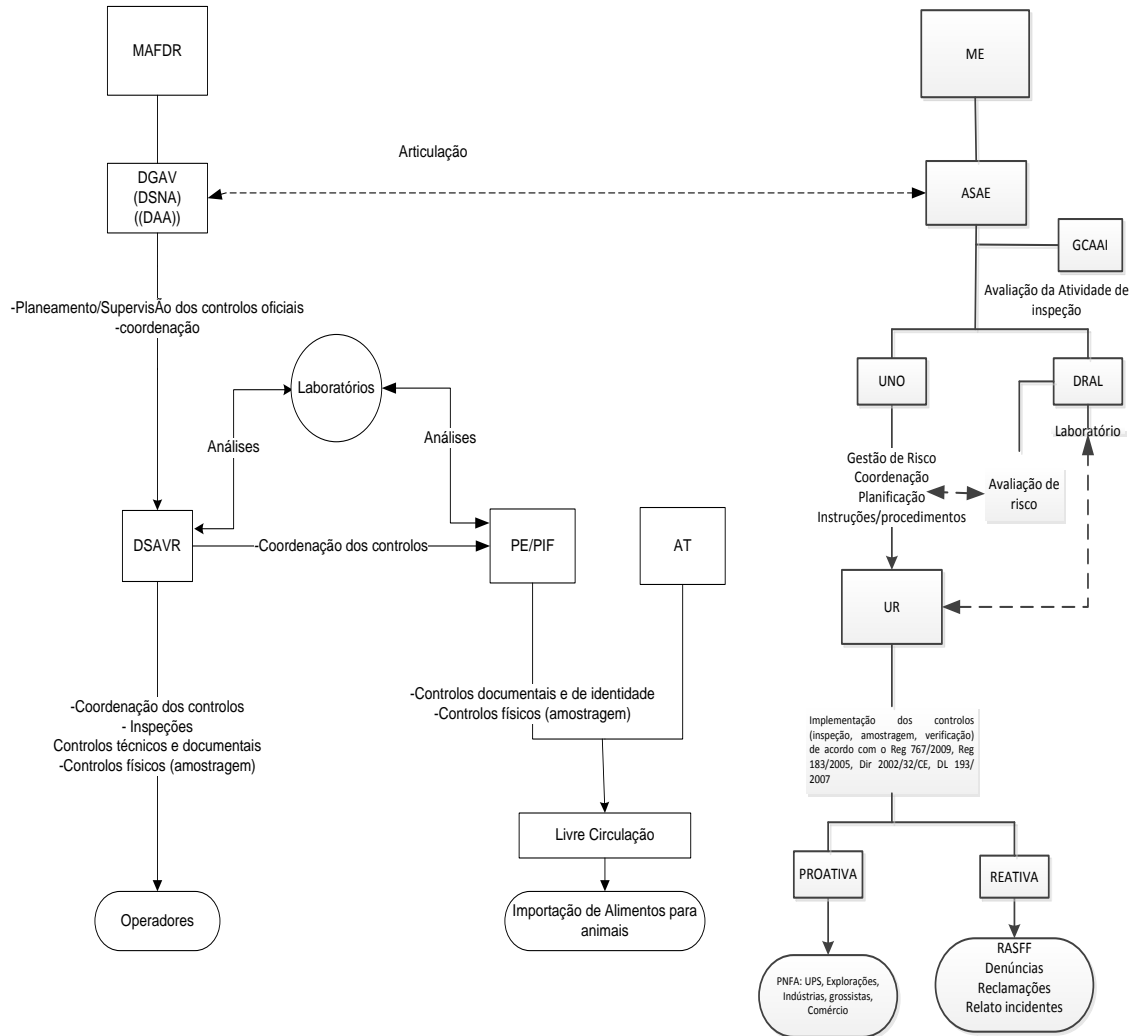 MAFDR
ME
Articulação
DGAV
(DSNA)
((DAA))
ASAE
GCAAI
Avaliação da Atividade de
inspeção
-Planeamento/SupervisÃo dos controlos oficiais
-coordenação
Laboratórios
UNO
DRAL
Análises
Análises
Laboratório
Gestão de Risco
Coordenação
Planificação
Instruções/procedimentos
Avaliação de
risco
DSAVR
-Coordenação dos controlos
PE/PIF
AT
UR
-Controlos documentais e de identidade
-Controlos físicos (amostragem)
-Coordenação dos controlos
- Inspeções
Controlos técnicos e documentais
-Controlos físicos (amostragem)
Implementação dos controlos
(inspeção, amostragem, verificação)
de acordo com o Reg 767/2009, Reg
183/2005, Dir 2002/32/CE, DL 193/
2007
Livre Circulação
PROATIVA
REATIVA
Operadores
Importação de Alimentos para
animais
PNFA: UPS, Explorações,
Indústrias, grossistas,
Comércio
RASFF
Denúncias
Reclamações
Relato incidentes